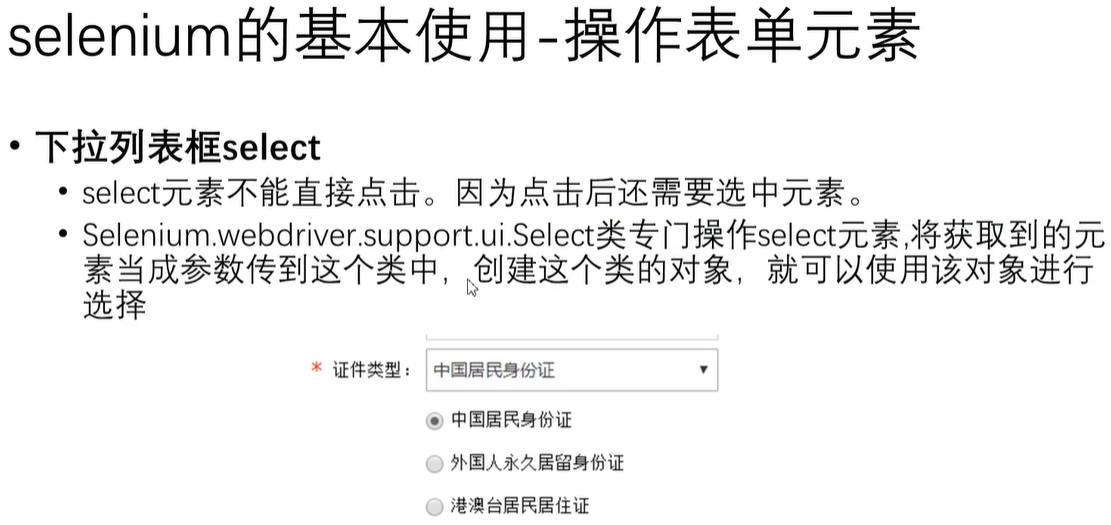 selenium的基本使用-操作表单元素
• 下拉列表框select
• select元素不能直接点击。因为点击后还需要选中元素。
• Selenium.webdriver.support.ui.Select类专门操作select元素,将获取到的元
素当成参数传到这个类中，创建这个类的对象，就可以使用该对象进行
选择
* 证件类型： 中国居民身份证
中国居民身份证
外国人永久居留身份证
港澳台居民居住证